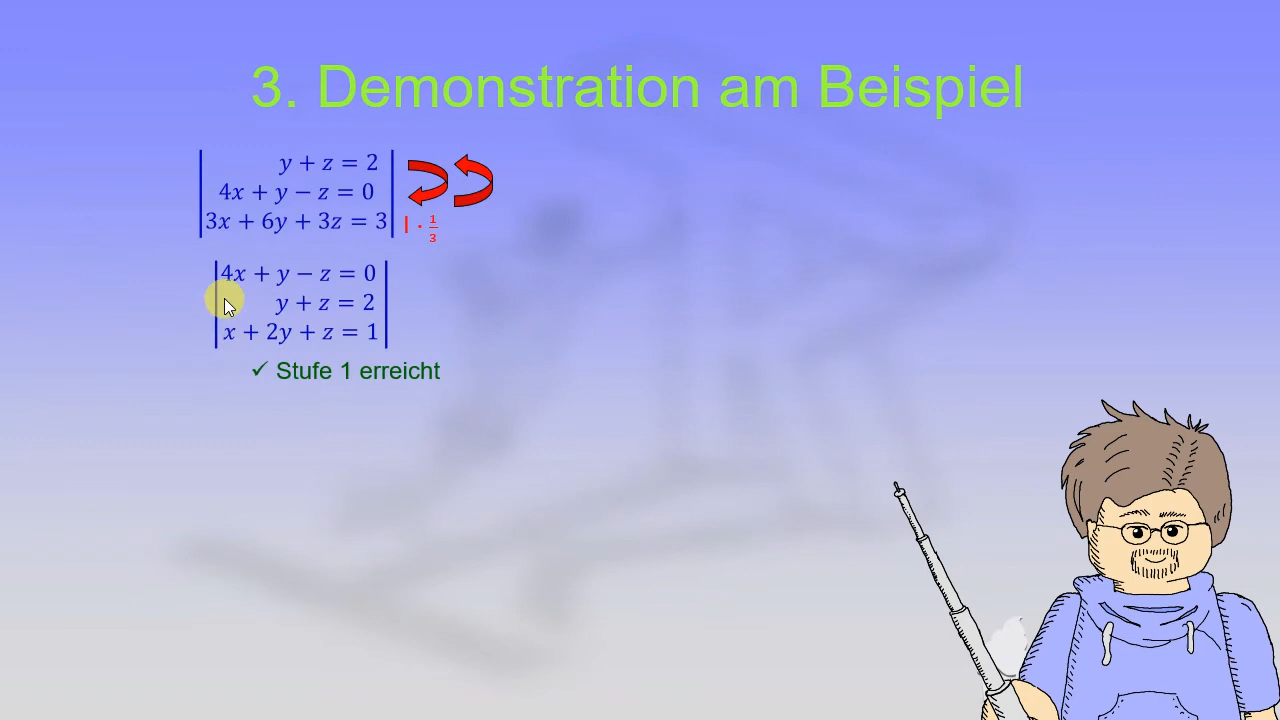 3. Demonstration am Beispiel
y + z = 2
4x + y − z = 0
3x + 6y + 3z = 3 | · 1/3
4x + y − z = 0
y + z = 2
x + 2y + z = 1
✓ Stufe 1 erreicht